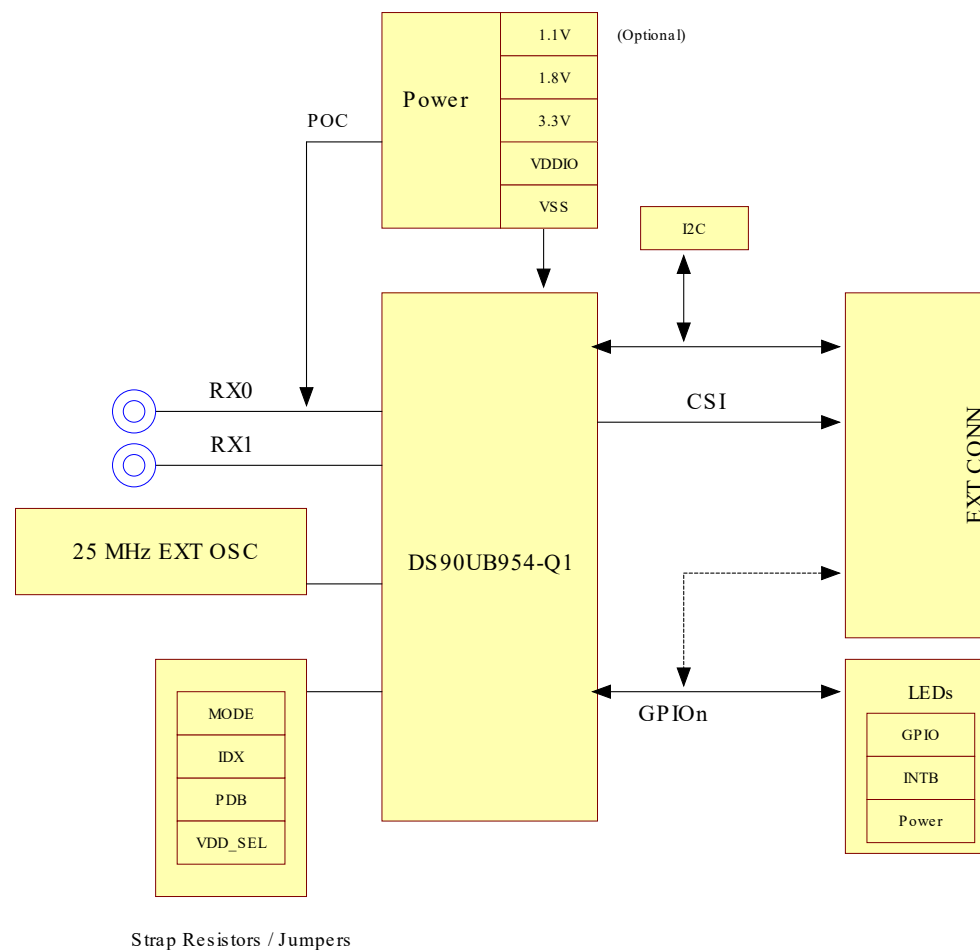 1.1V
(Optional)
1.8V
Power
3.3V
VDDIO
VSS
POC
I2C
RX0
RX1
CSI
EXT CONN
25 MHz EXT OSC
DS90UB954-Q1
MODE
IDX
PDB
VDD_SEL
GPIOn
LEDs
GPIO
INTB
Power
Strap Resistors / Jumpers